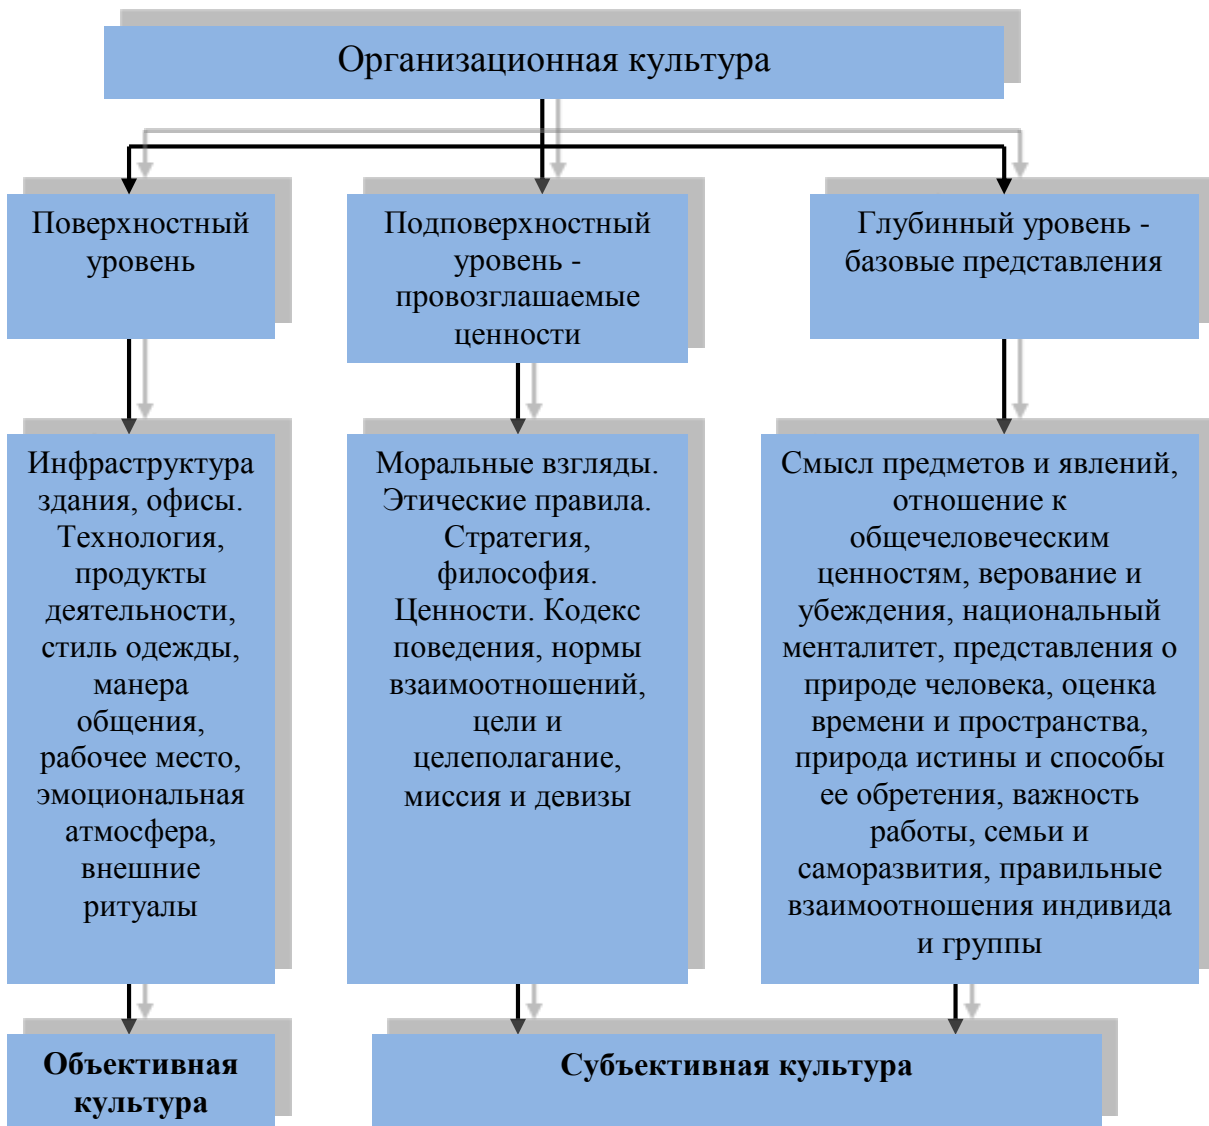 Организационная культура
Поверхностный
уровень
Подповерхностный
уровень -
провозглашаемые
ценности
Глубинный уровень -
базовые представления
Инфраструктура
здания, офисы.
Технология,
продукты
деятельности,
стиль одежды,
манера
общения,
рабочее место,
эмоциональная
атмосфера,
внешние
ритуалы
Моральные взгляды.
Этические правила.
Стратегия,
философия.
Ценности. Кодекс
поведения, нормы
взаимоотношений,
цели и
целеполагание,
миссия и девизы
Смысл предметов и явлений,
отношение к
общечеловеческим
ценностям, верование и
убеждения, национальный
менталитет, представления о
природе человека, оценка
времени и пространства,
природа истины и способы
ее обретения, важность
работы, семьи и
саморазвития, правильные
взаимоотношения индивида
и группы
Объективная
культура
Субъективная культура